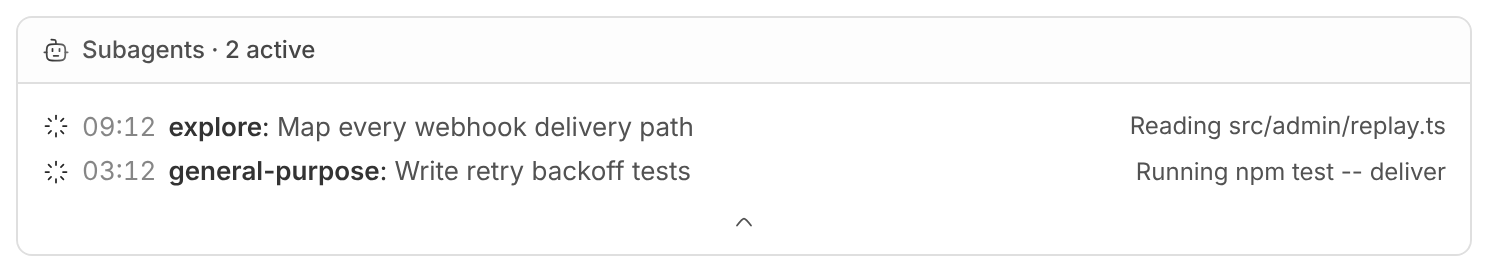 Subagents · 2 active
09:12 explore: Map every webhook delivery path Reading src/admin/replay.ts
03:12 general-purpose: Write retry backoff tests Running npm test -- deliver